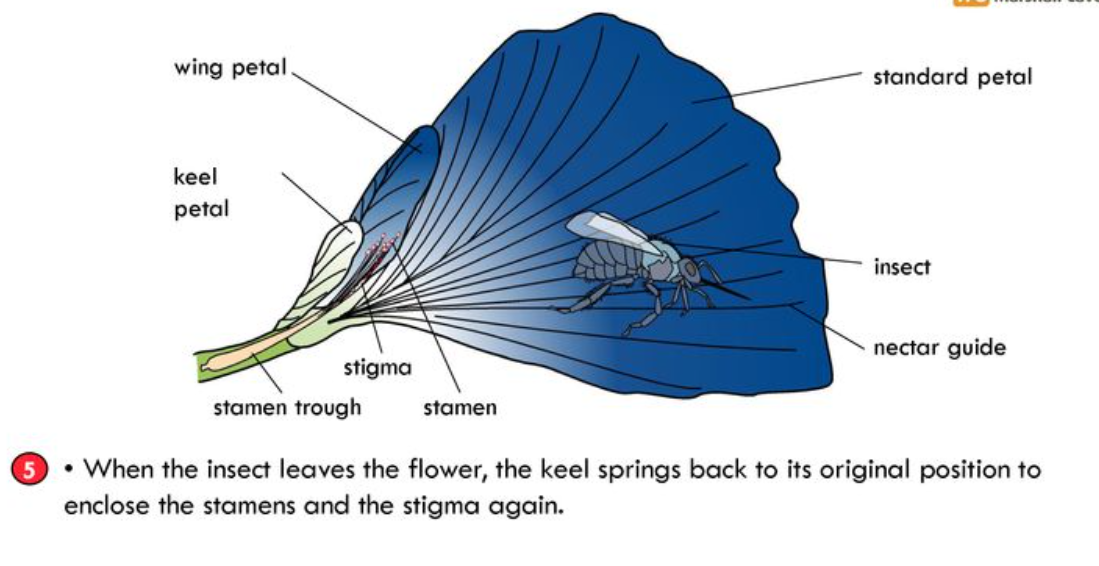 wing petal
standard petal
keel
petal
insect
nectar guide
stigma
stamen trough
stamen
5 • When the insect leaves the flower, the keel springs back to its original position to
enclose the stamens and the stigma again.